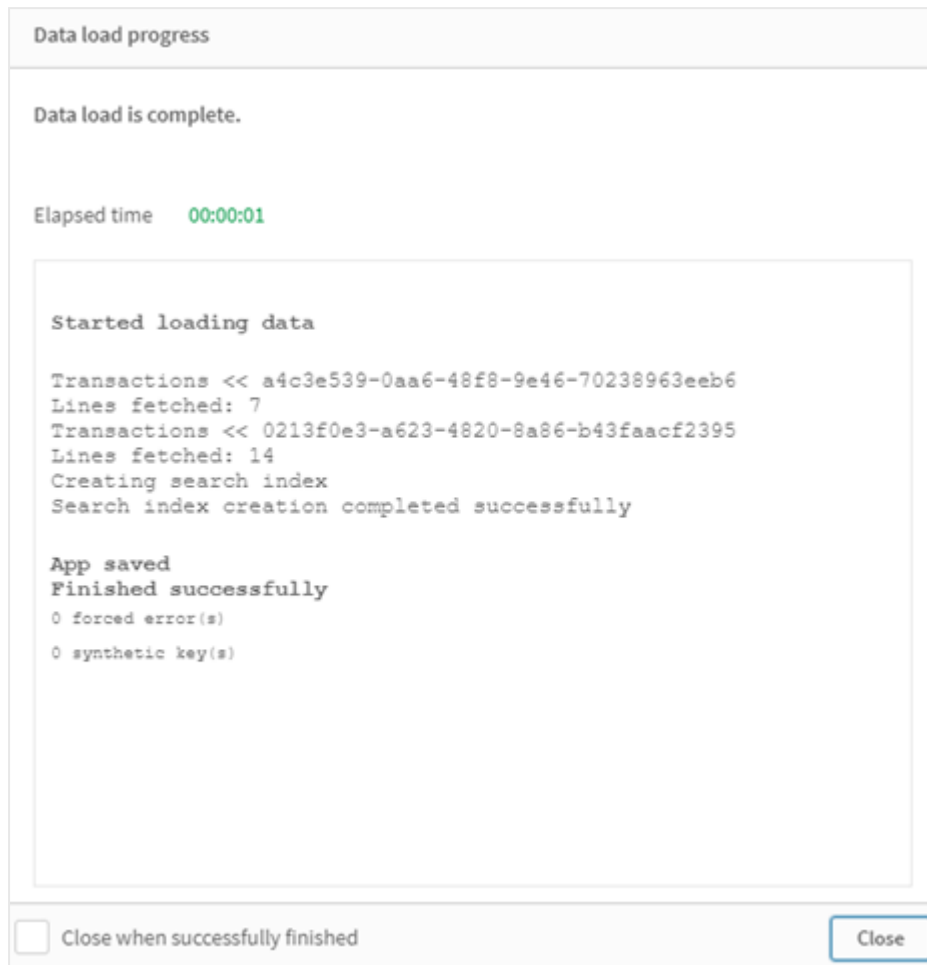 Data load progress
Data load is complete.
Elapsed time 00:00:01
Started loading data
Transactions << a4c3e539-0aa6-48f8-9e46-70238963eeb6
Lines fetched: 7
Transactions << 0213f0e3-a623-4820-8a86-b43faacf2395
Lines fetched: 14
Creating search index
Search index creation completed successfully
App saved
Finished successfully
0 forced error(s)
0 synthetic key(s)
Close when successfully finished
Close